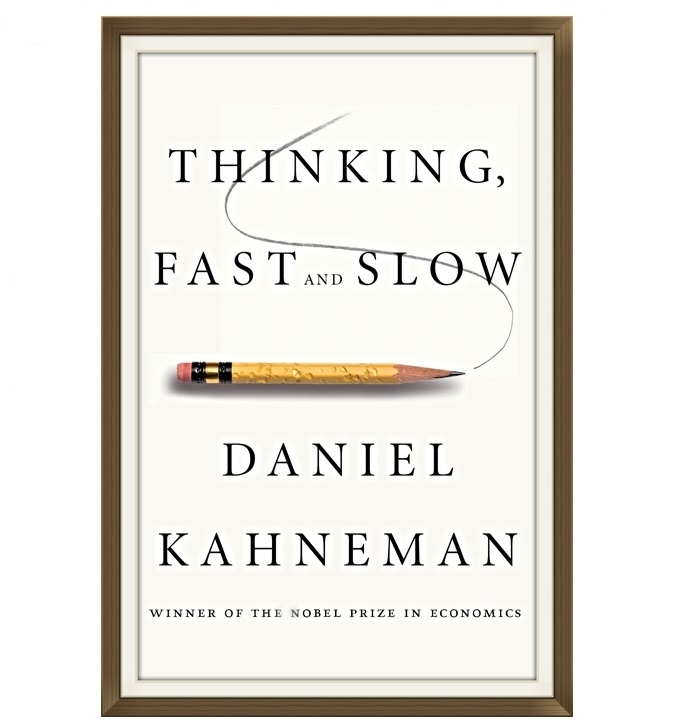 THINKING,
FAST AND SLOW
DANIEL
KAHNEMAN
WINNER OF THE NOBEL PRIZE IN ECONOMICS